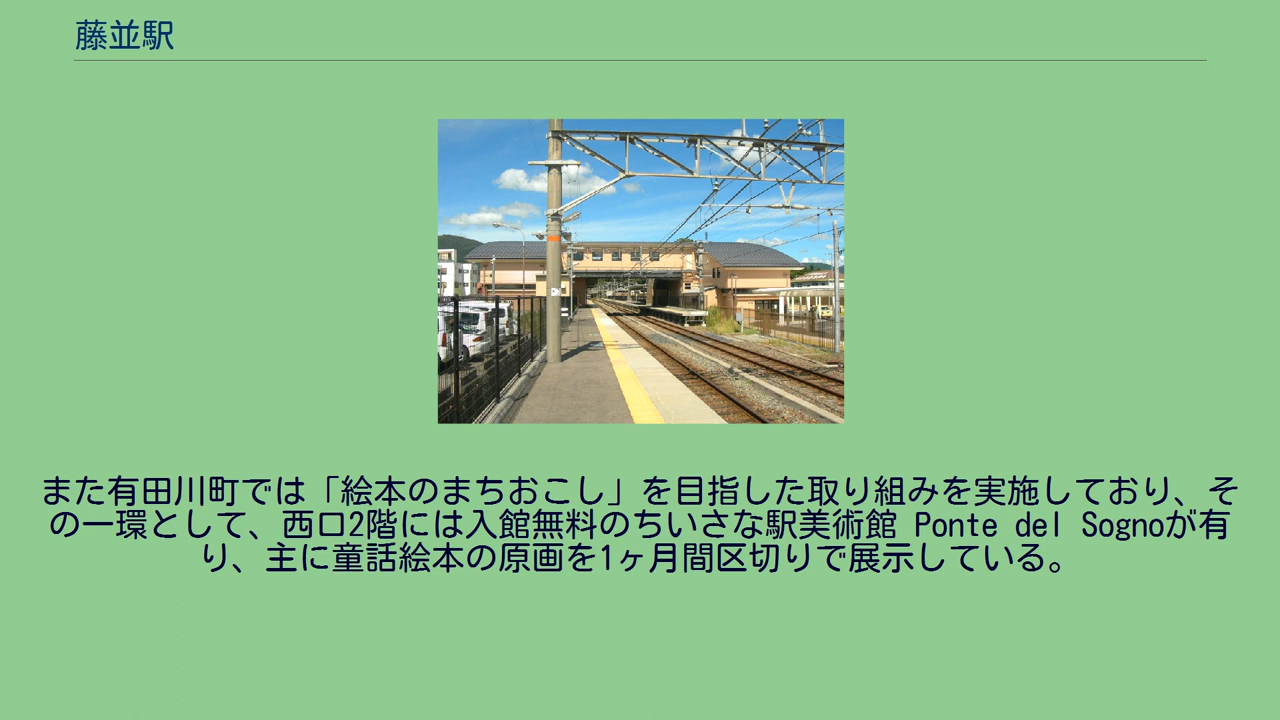 藤並駅
また有田川町では「絵本のまちおこし」を目指した取り組みを実施しており、そ
の一環として、西口2階には入館無料のちいさな駅美術館 Ponte del Sognoが有
り、主に童話絵本の原画を1ヶ月間区切りで展示している。